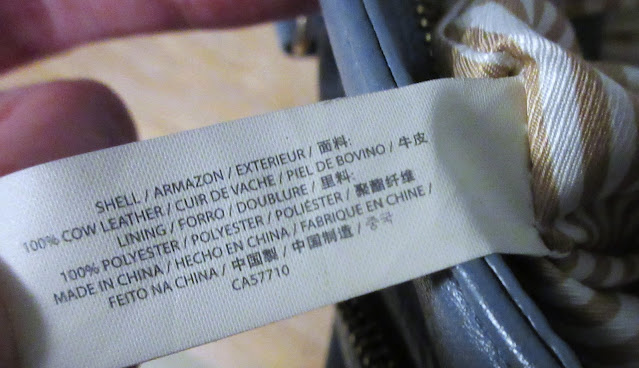 SHELL / ARMAZON / EXTERIEUR / 面料:
100% COW LEATHER / CUIR DE VACHE / PIEL DE BOVINO / 牛皮
LINING / FORRO / DOUBLURE / 里料:
100% POLYESTER / POLYESTER / POLIÉSTER / 聚酯纤维
MADE IN CHINA / HECHO EN CHINA / FABRIQUE EN CHINE /
FEITO NA CHINA / 中国製 / 中国制造 / 중국
CA57710